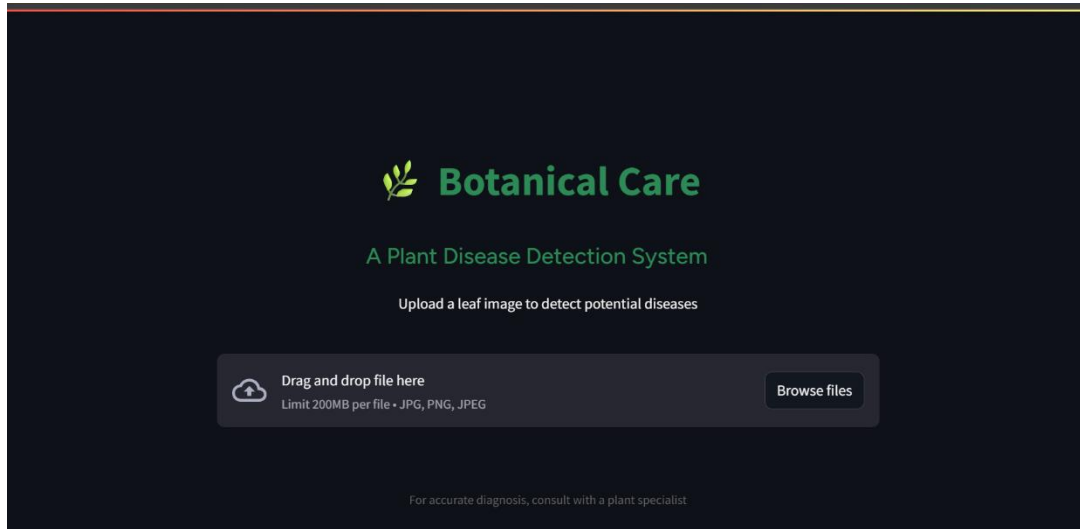 Botanical Care
A Plant Disease Detection System
Upload a leaf image to detect potential diseases
Drag and drop file here
Limit 200MB per file • JPG, PNG, JPEG
Browse files
For accurate diagnosis, consult with a plant specialist